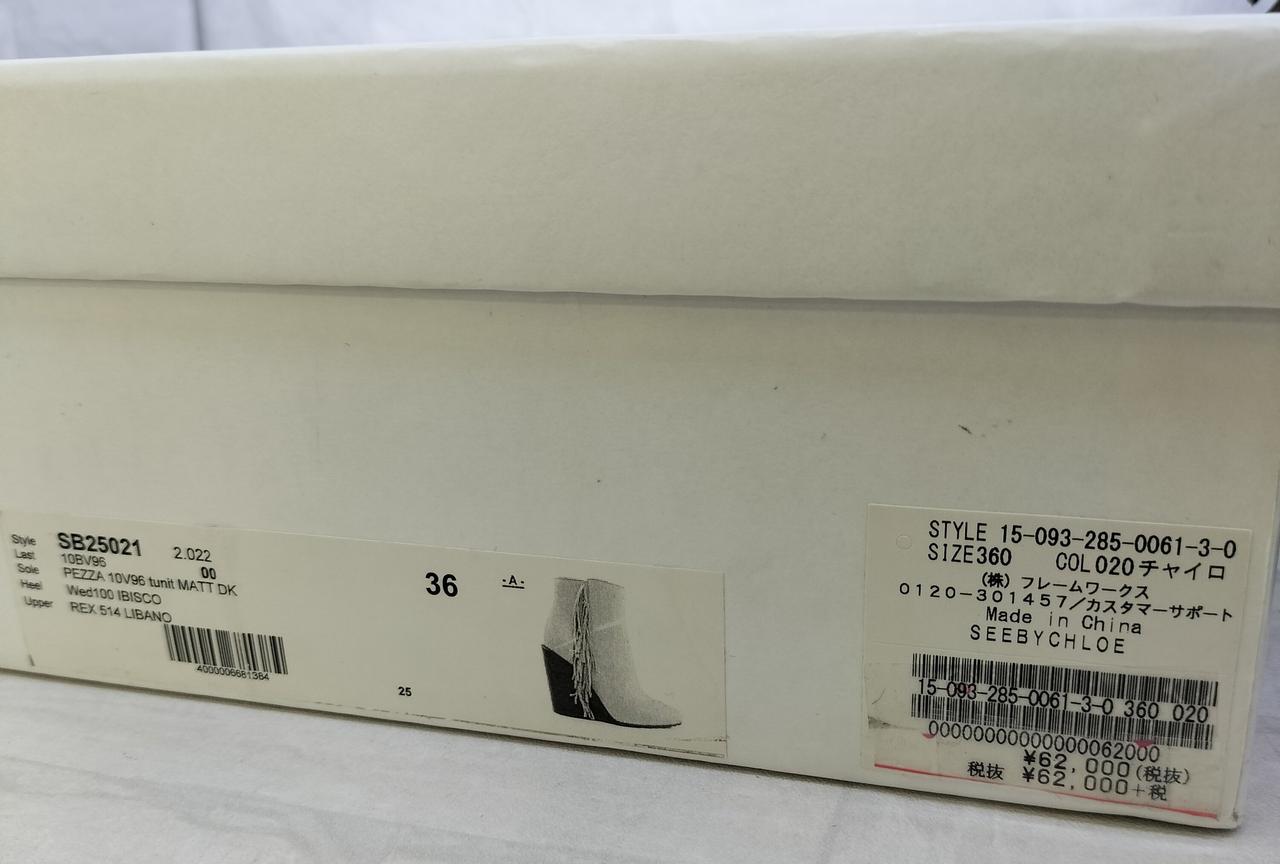 Style SB25021 2.022
Last 10BV96 00
Sole PEZZA 10V96 tunit MATT DK
Heel Wed100 IBISCO
Upper REX 514 LIBANO
4000006681384
36 -A-
25
STYLE 15-093-285-0061-3-0
SIZE360 COL020チャイロ
(株) フレームワークス
0120-301457/カスタマーサポート
Made in China
SEEBYCHLOE
15-093-285-0061-3-0 360 020
00000000000000062000
¥62,000(税抜)
税抜 ¥62,000+税